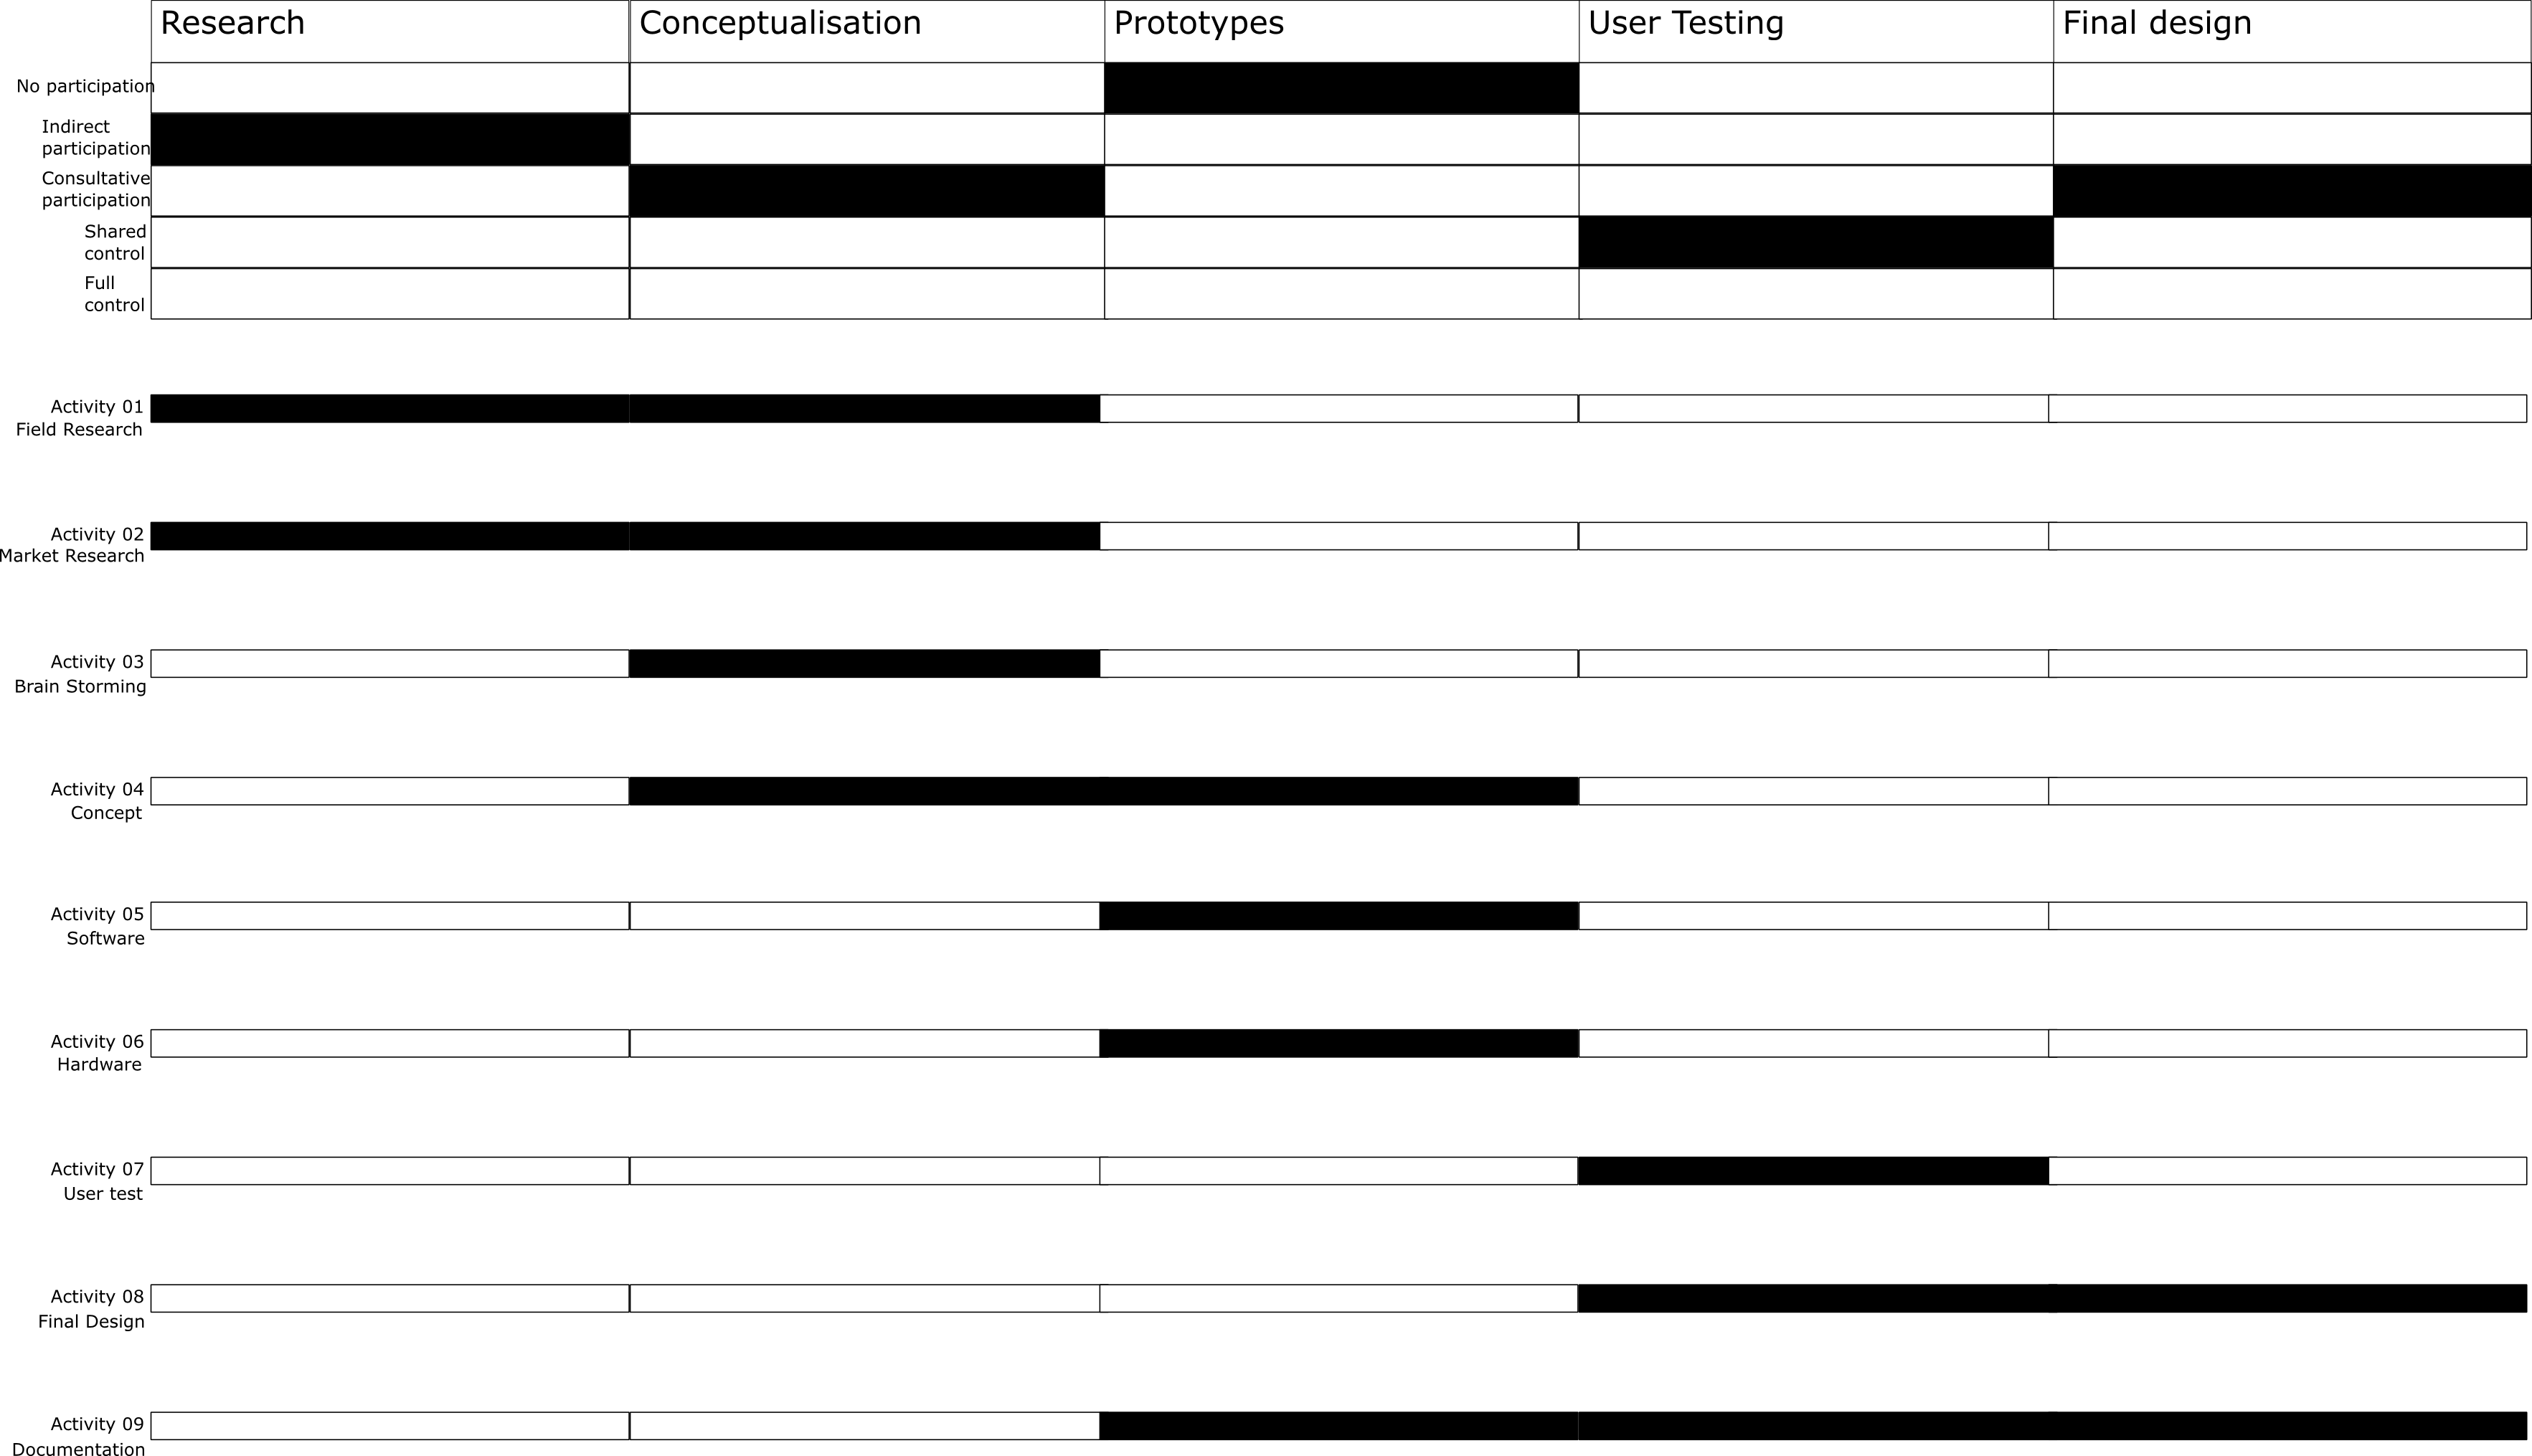 Research
Conceptualisation
Prototypes
User Testing
Final design
No participation
Indirect
participation
Consultative
participation
Shared
control
Full
control
Activity 01
Field Research
Activity 02
Market Research
Activity 03
Brain Storming
Activity 04
Concept
Activity 05
Software
Activity 06
Hardware
Activity 07
User test
Activity 08
Final Design
Activity 09
Documentation